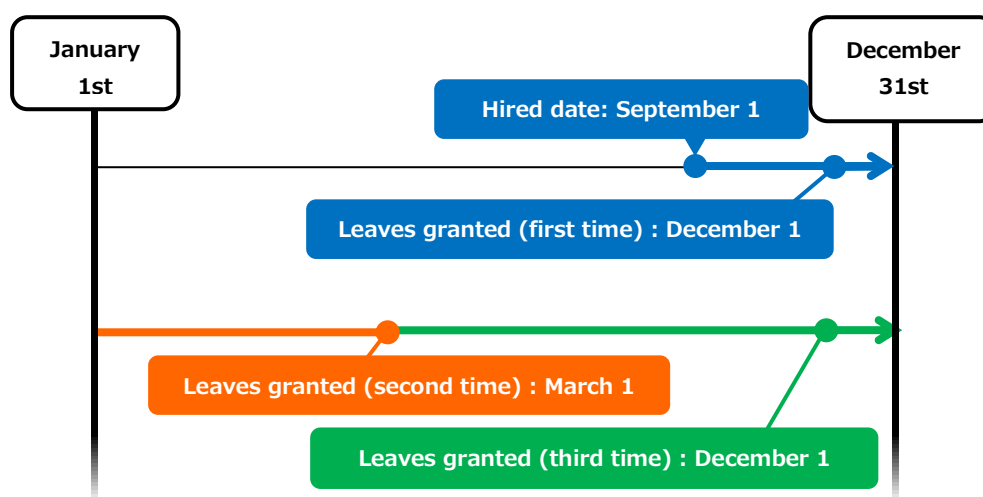 January
1st
December
31st
Hired date: September 1
Leaves granted (first time) : December 1
Leaves granted (second time) : March 1
Leaves granted (third time) : December 1